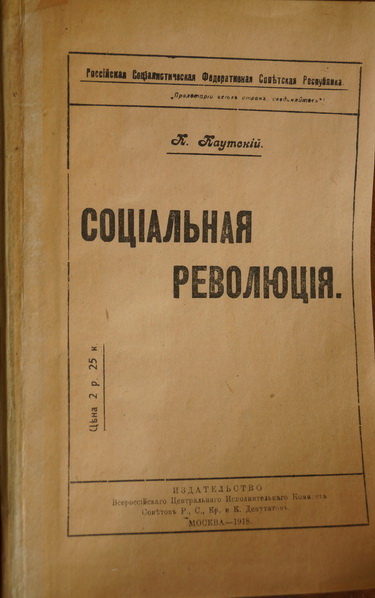 Россійская Соціалистическая Федеративная Совѣтская Республика.
„Пролетаріи всѣхъ странъ, соединяйтесь“!
К. Каутскій.
СОЦІАЛЬНАЯ
РЕВОЛЮЦІЯ.
Цѣна 2 р. 25 к.
ИЗДАТЕЛЬСТВО
Всероссійскаго Центральнаго Исполнительнаго Комитета
Совѣтовъ Р., С., Кр. и К. Депутатовъ.
МОСКВА—1918.